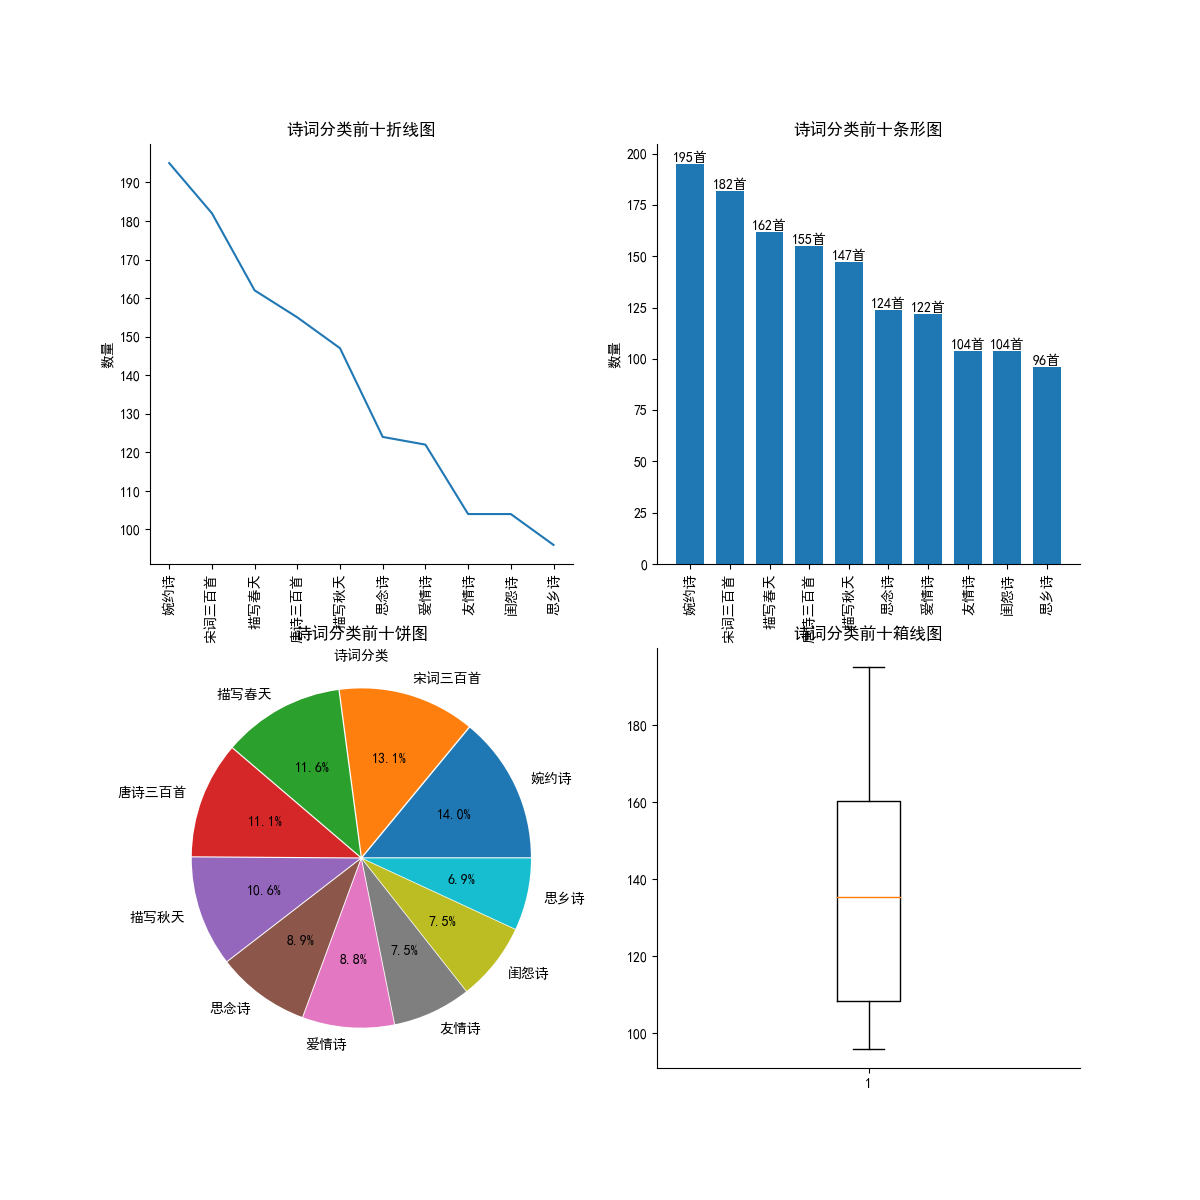 诗词分类前十折线图
数量
190
180
170
160
150
140
130
120
110
100
婉约诗
宋词三百首
描写春天
唐诗三百首
描写秋天
思念诗
爱情诗
友情诗
闺怨诗
思乡诗
诗词分类前十条形图
数量
200
175
150
125
100
75
50
25
0
195首
182首
162首
155首
147首
124首
122首
104首
104首
96首
婉约诗
宋词三百首
描写春天
唐诗三百首
描写秋天
思念诗
爱情诗
友情诗
闺怨诗
思乡诗
诗词分类前十饼图
诗词分类
宋词三百首
描写春天
婉约诗
唐诗三百首
描写秋天
思念诗
爱情诗
友情诗
闺怨诗
思乡诗
13.1%
11.6%
14.0%
11.1%
10.6%
8.9%
8.8%
7.5%
7.5%
6.9%
诗词分类前十箱线图
180
160
140
120
100
1